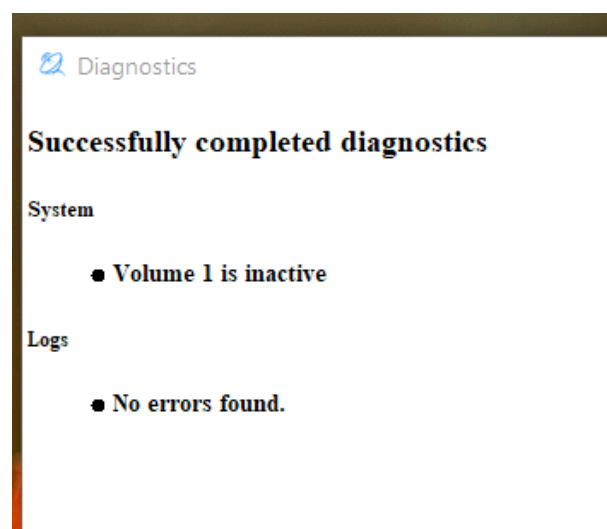 Diagnostics
Successfully completed diagnostics
System
Volume 1 is inactive
Logs
No errors found.